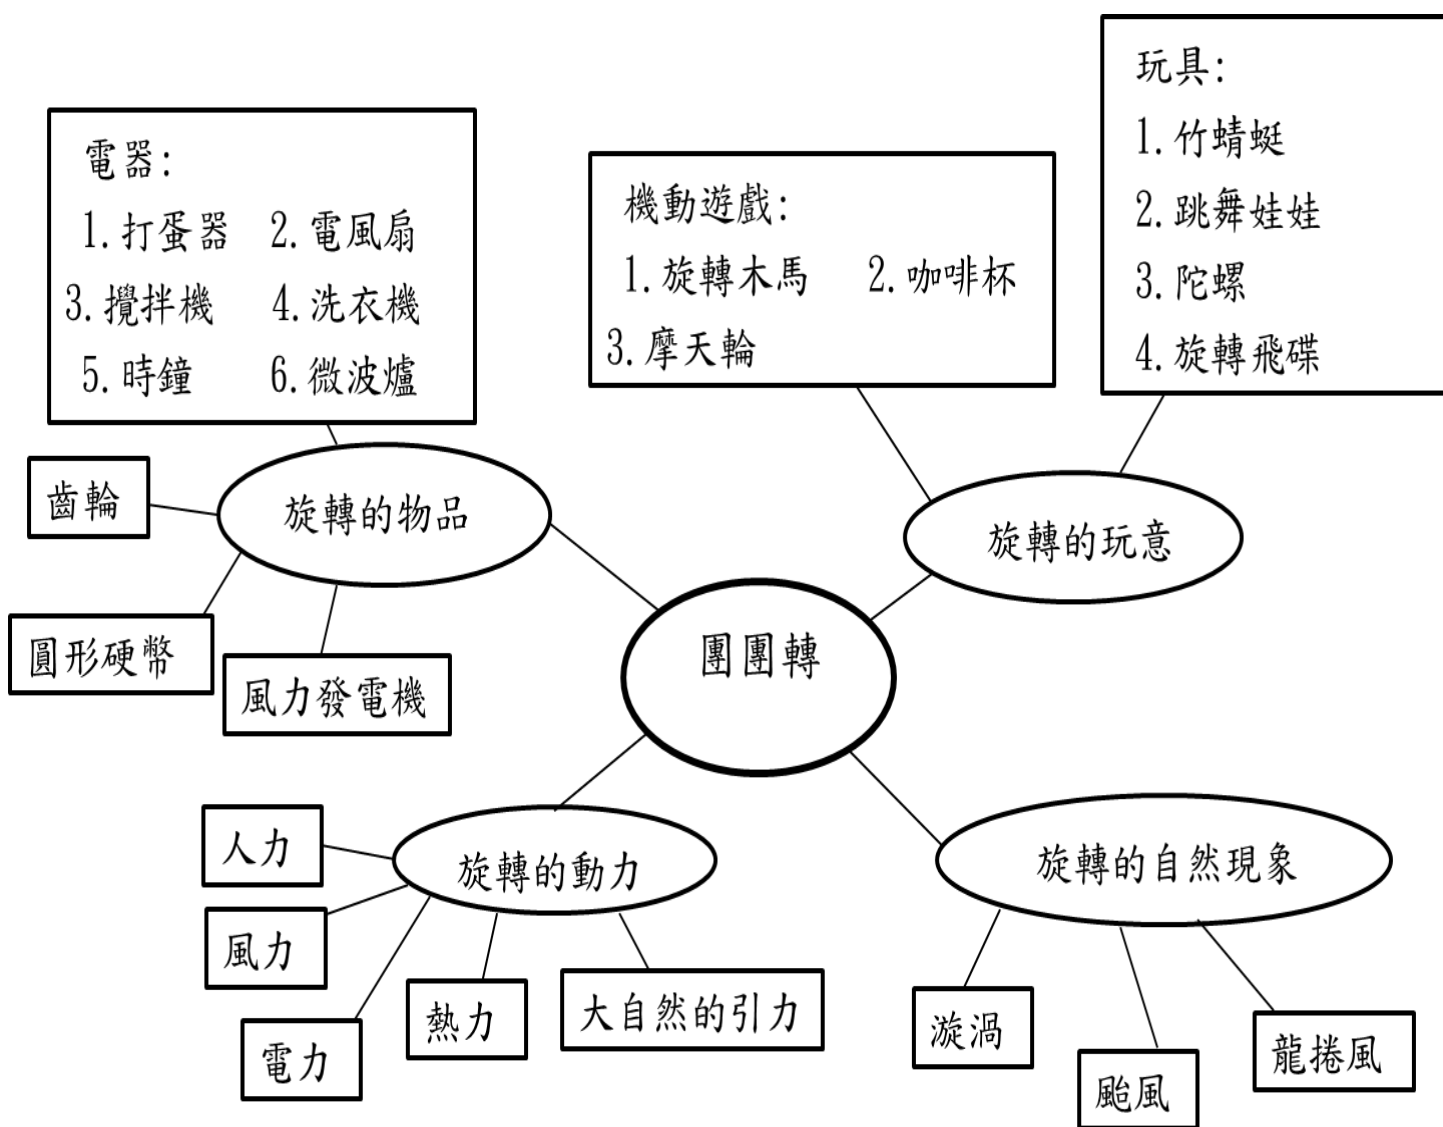 玩具:
1.竹蜻蜓
2.跳舞娃娃
3.陀螺
4.旋轉飛碟
電器:
1.打蛋器 2.電風扇
3.攪拌機 4.洗衣機
5.時鐘 6.微波爐
機動遊戲:
1.旋轉木馬 2.咖啡杯
3.摩天輪
齒輪
旋轉的物品
旋轉的玩意
圓形硬幣
風力發電機
團團轉
人力
風力
電力
熱力
大自然的引力
旋轉的動力
旋轉的自然現象
漩渦
颱風
龍捲風